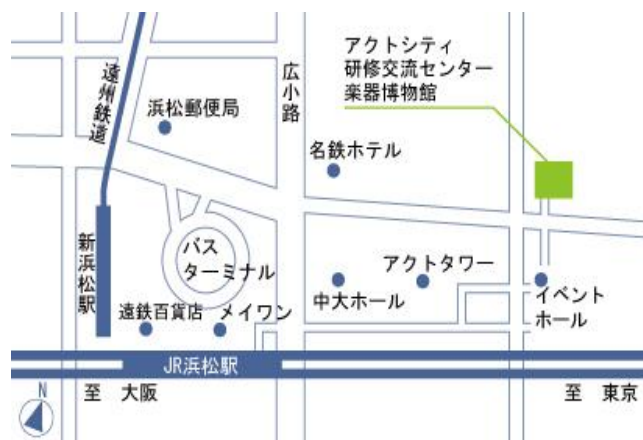 アクトシティ
研修交流センター
楽器博物館
遠州鉄道
広小路
浜松郵便局
名鉄ホテル
新浜松駅
バス
ターミナル
アクトタワー
中大ホール
イベント
ホール
遠鉄百貨店
メイワン
JR浜松駅
N
至 大阪
至 東京